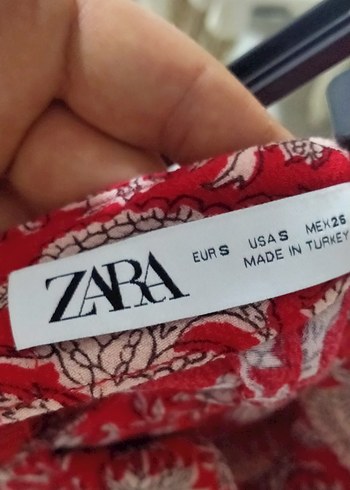 ZARA
EUR S USA S MEX 26
MADE IN TURKEY